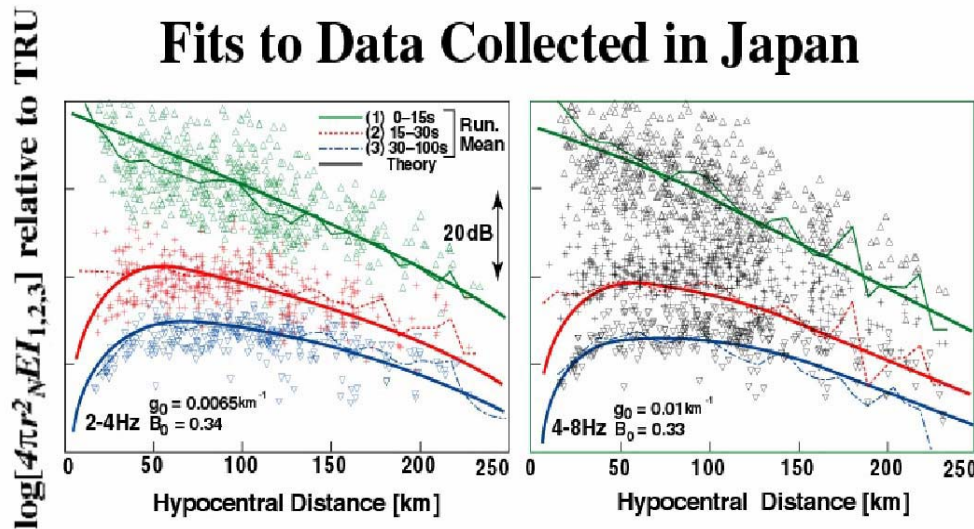 Fits to Data Collected in Japan
log[4πr²NEI1,2,3] relative to TRU
(1) 0–15s
(2) 15–30s
(3) 30–100s
Run.
Mean
Theory
20dB
2-4Hz
g0 = 0.0065km-1
B0 = 0.34
0 50 100 150 200 250
Hypocentral Distance [km]
4-8Hz
g0 = 0.01km-1
B0 = 0.33
0 50 100 150 200 250
Hypocentral Distance [km]